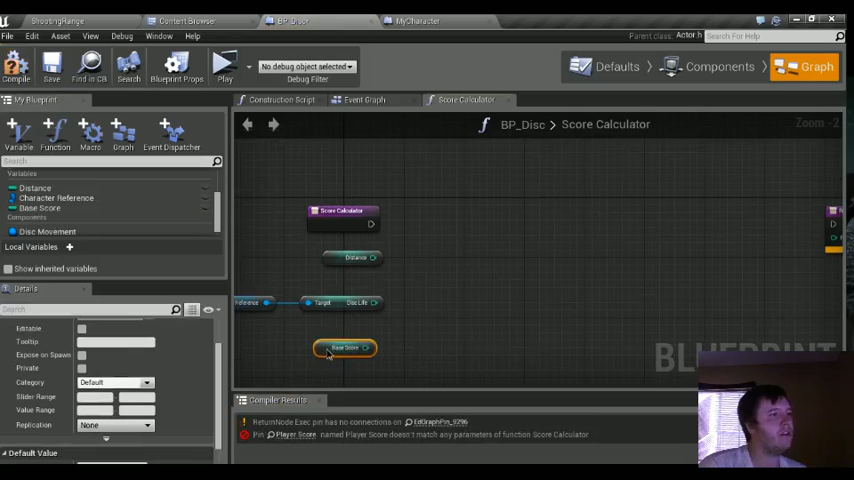 ShootingRange
Content Browser
BP_Disc
MyCharacter
File Edit Asset View Debug Window Help
Parent class: Actor.h
Search For Help
Compile
Save
Search
Find in CB
Blueprint Props
Play
No debug object selected
Debug Filter
Defaults
Components
Graph
My Blueprint
Variable
Function
Macro
Graph
Event Dispatcher
Search
Variables
Distance
Character Reference
Base Score
Components
Disc Movement
Local Variables
Show inherited variables
Details
Search
Editable
Tooltip
Expose on Spawn
Private
Category
Default
Slider Range
Value Range
Replication
None
Default Value
Construction Script
Event Graph
Score Calculator
BP_Disc > Score Calculator
Zoom -2
Score Calculator
Distance
Reference
Target
Disc Life
Base Score
BLUEPRINT
Compiler Results
ReturnNode Exec pin has no connections on EdGraphPin_9296
Pin Player Score named Player Score doesn't match any parameters of function Score Calculator